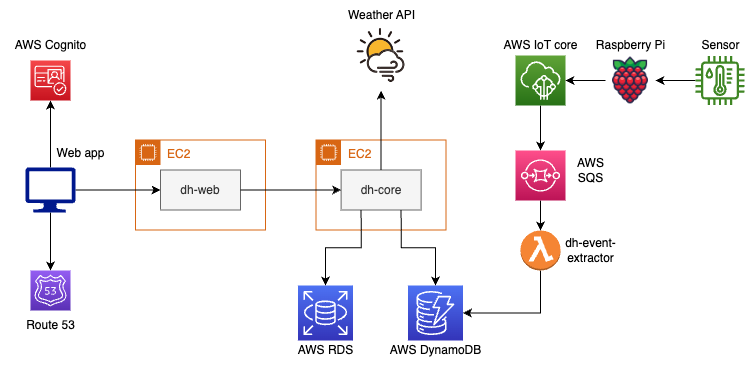 Weather API
AWS Cognito
AWS IoT core
Raspberry Pi
Sensor
Web app
EC2
EC2
dh-web
dh-core
AWS
SQS
dh-event-
extractor
53
Route 53
AWS RDS
AWS DynamoDB